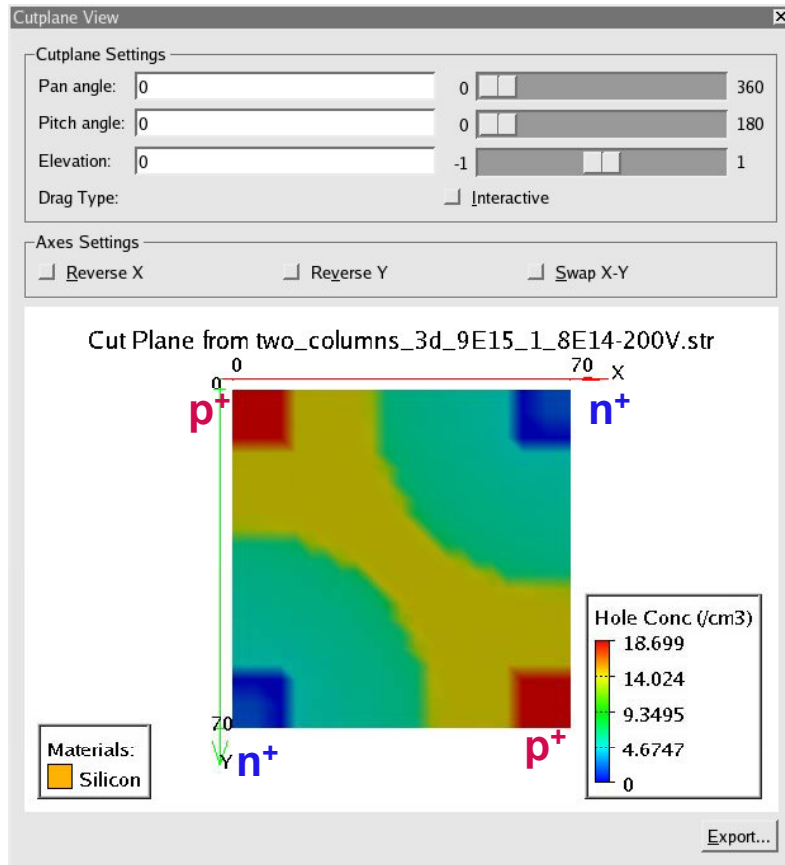 Cutplane View
Cutplane Settings
Pan angle: 0 0 360
Pitch angle: 0 0 180
Elevation: 0 -1 1
Drag Type: Interactive
Axes Settings
Reverse X Reverse Y Swap X-Y
Cut Plane from two_columns_3d_9E15_1_8E14-200V.str
0 70 X
0
p+ n+
Hole Conc (/cm3)
18.699
14.024
9.3495
4.6747
0
70
Y n+ p+
Materials:
Silicon
Export...